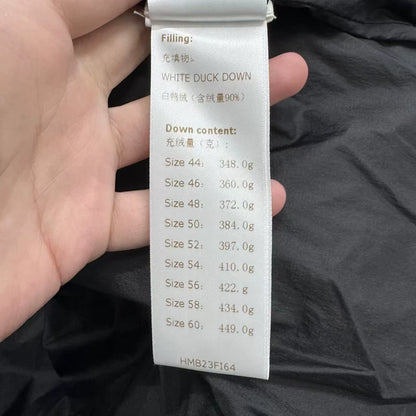 Filling:
充填物:
WHITE DUCK DOWN
白鸭绒（含绒量90%）
Down content:
充绒量（克）:
Size 44: 348.0g
Size 46: 360.0g
Size 48: 372.0g
Size 50: 384.0g
Size 52: 397.0g
Size 54: 410.0g
Size 56: 422. g
Size 58: 434.0g
Size 60: 449.0g
HMB23F164